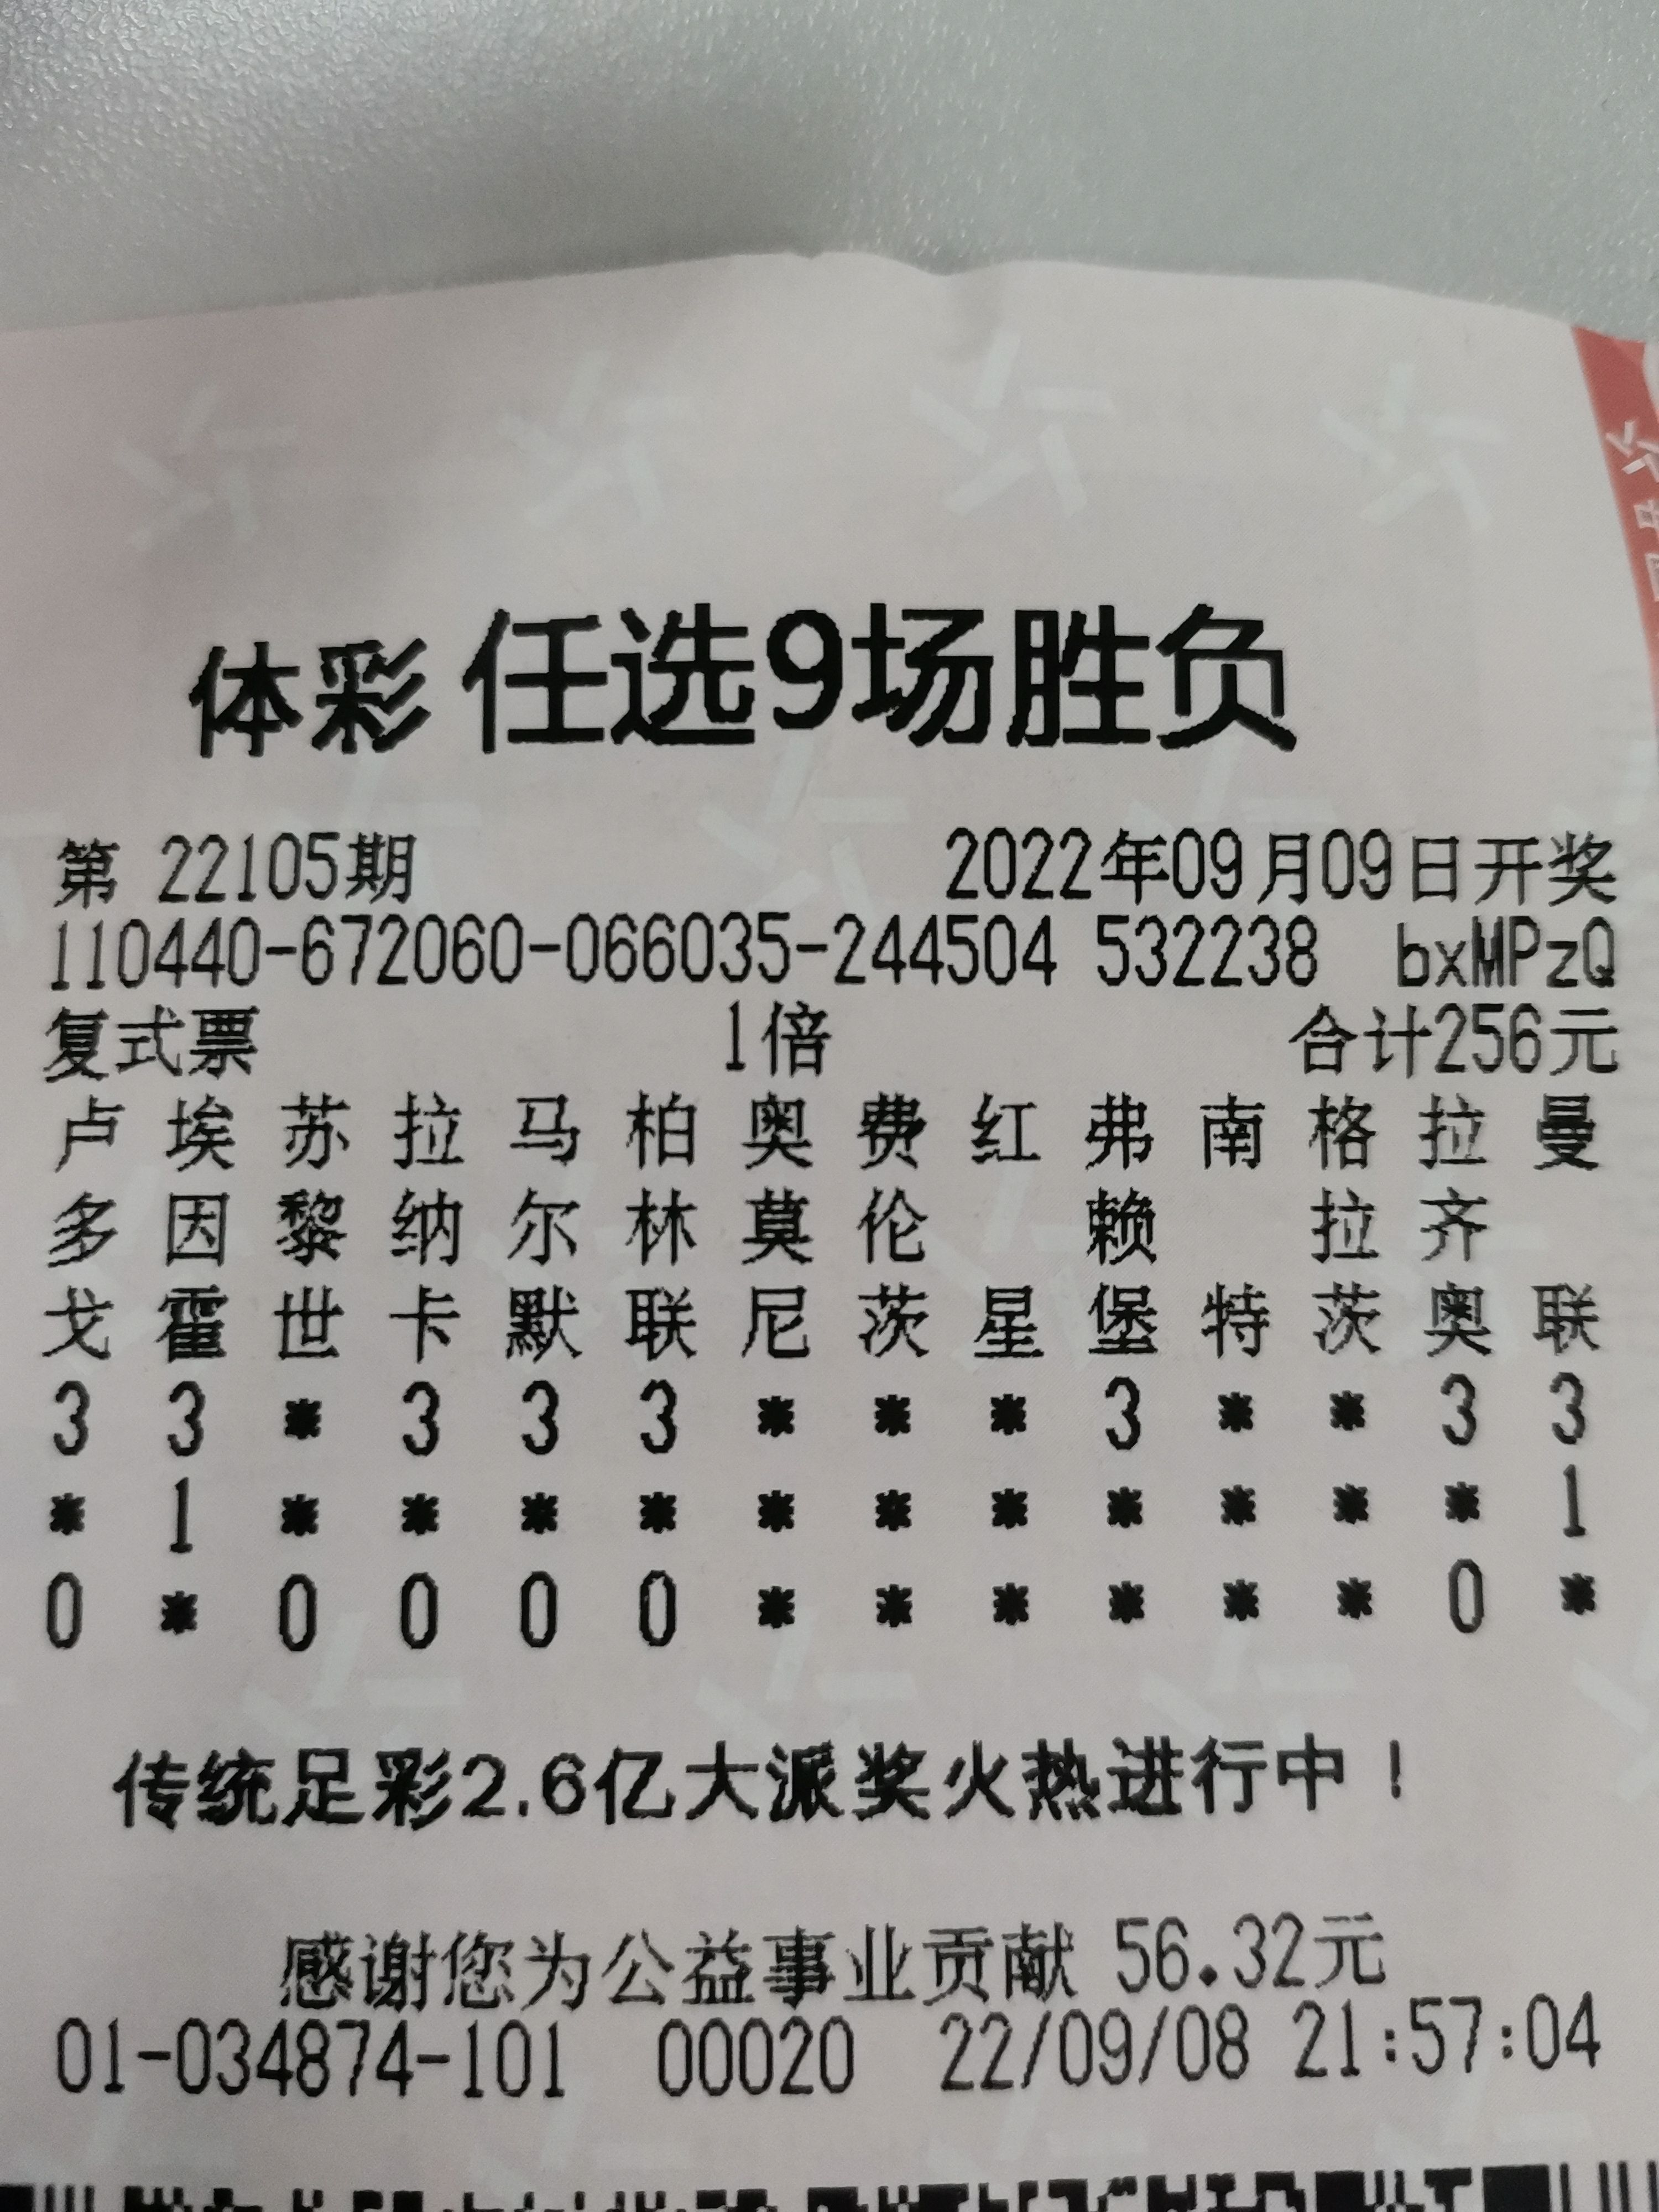 体彩 任选9场胜负
第 22105期 2022年09月09日开奖
110440-672060-066035-244504 532238 bxMPzQ
复式票 1倍 合计256元
卢 埃 苏 拉 马 柏 奥 费 红 弗 南 格 拉 曼
多 因 黎 纳 尔 林 莫 伦 赖 拉 齐
戈 霍 世 卡 默 联 尼 茨 星 堡 特 茨 奥 联
3 3 * 3 3 3 * * * 3 * * 3 3
* 1 * * * * * * * * * * * 1
0 * 0 0 0 0 * * * * * * 0 *
传统足彩2.6亿大派奖火热进行中！
感谢您为公益事业贡献 56.32元
01-034874-101 00020 22/09/08 21:57:04